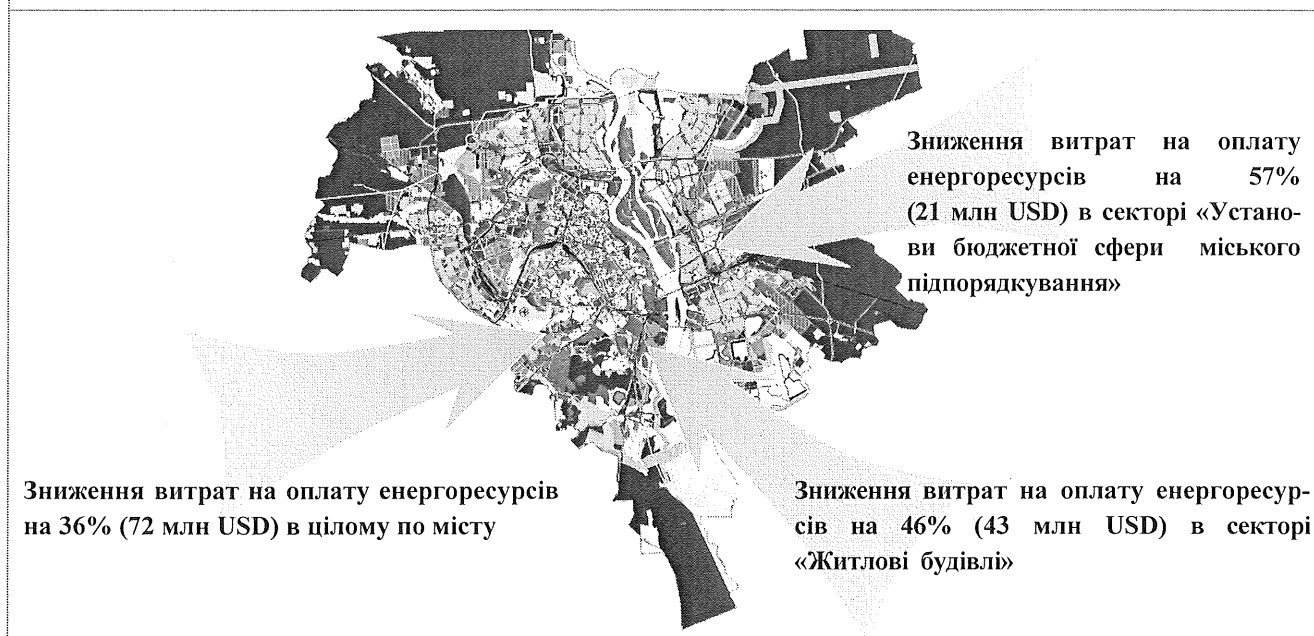 Зниження витрат на оплату
енергоресурсів на 57%
(21 млн USD) в секторі «Устано-
ви бюджетної сфери міського
підпорядкування»
Зниження витрат на оплату енергоресурсів
на 36% (72 млн USD) в цілому по місту
Зниження витрат на оплату енергоресур-
сів на 46% (43 млн USD) в секторі
«Житлові будівлі»